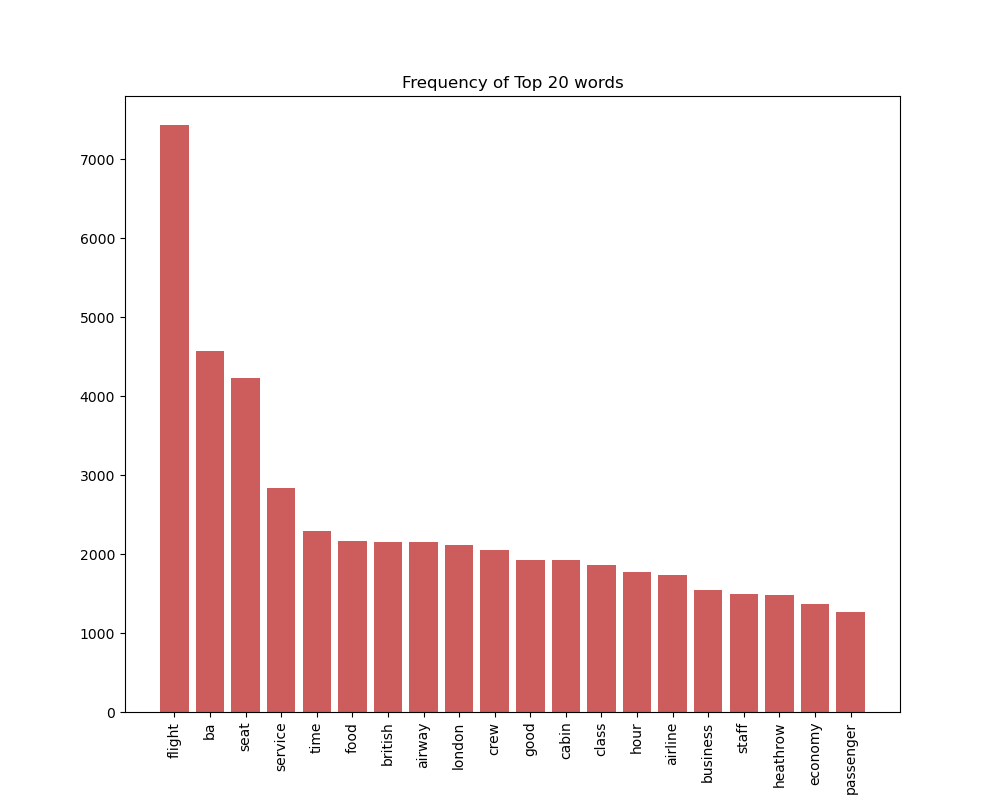 Frequency of Top 20 words
7000
6000
5000
4000
3000
2000
1000
0
flight
ba
seat
service
time
food
british
airway
london
crew
good
cabin
class
hour
airline
business
staff
heathrow
economy
passenger